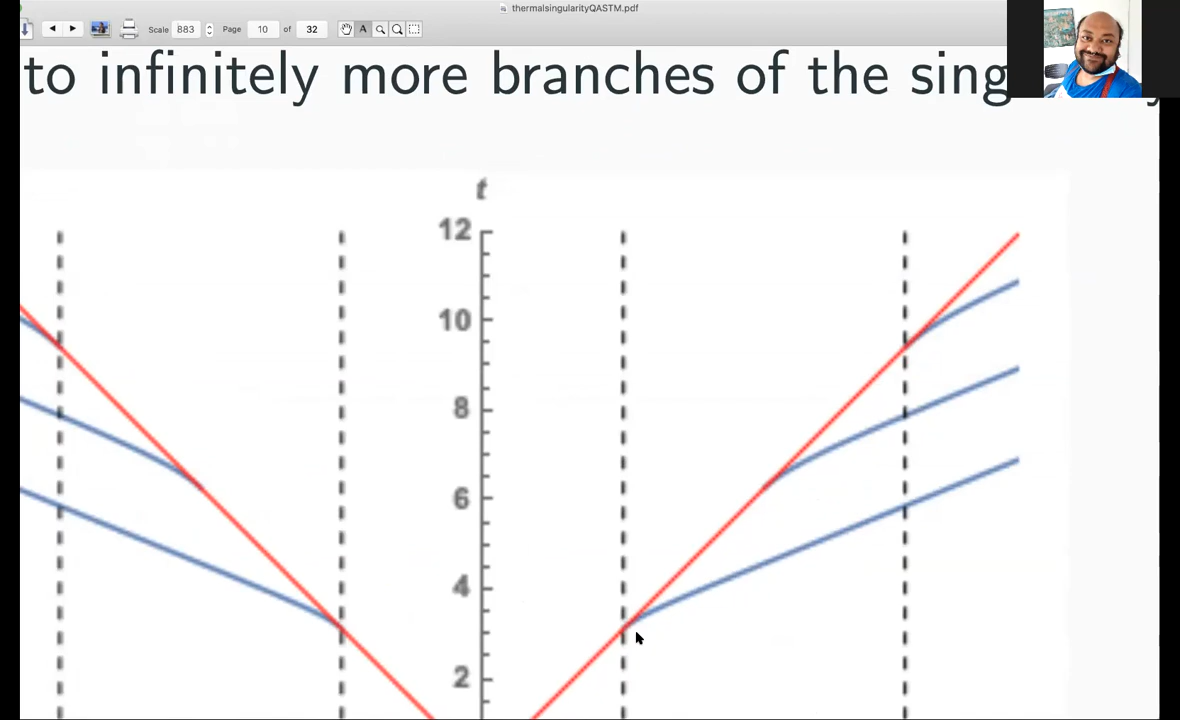 thermalsingularityQASTM.pdf
Scale 883 Page 10 of 32
to infinitely more branches of the sing
t
12
10
8
6
4
2